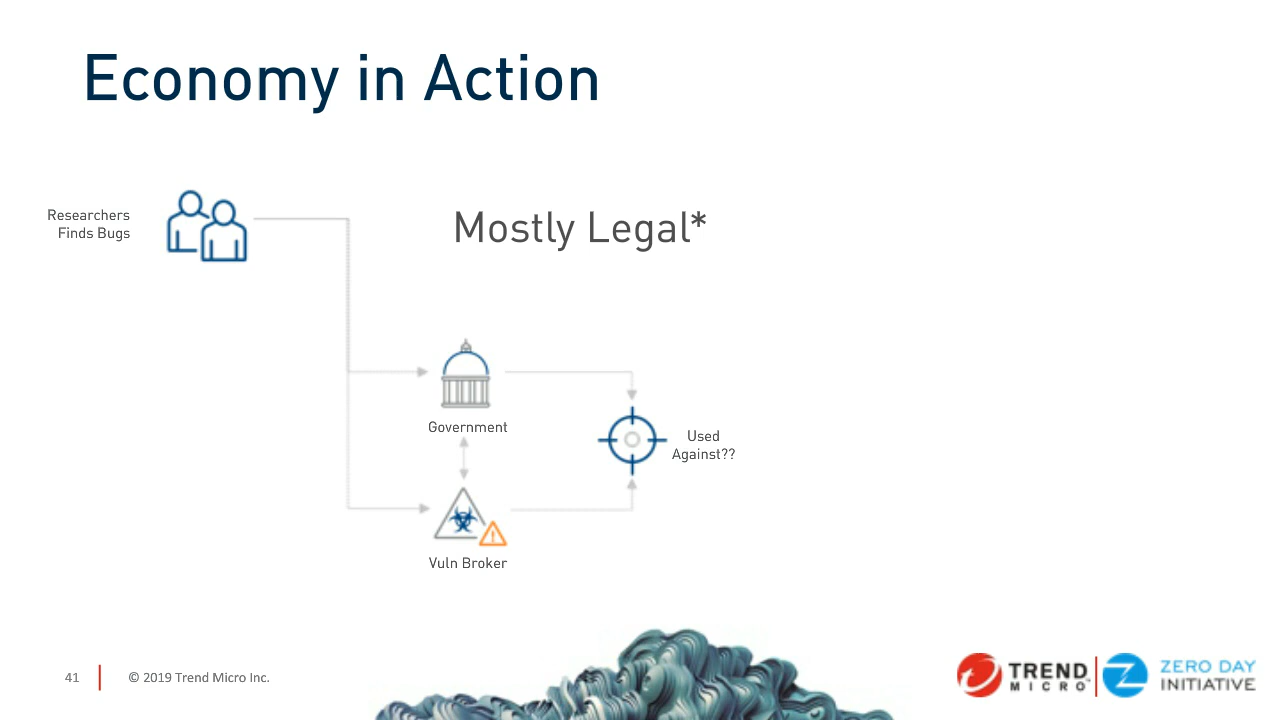 Economy in Action
Researchers
Finds Bugs
Mostly Legal*
Government
Used
Against??
Vuln Broker
41
© 2019 Trend Micro Inc.
TREND
MICRO™
ZERO DAY
INITIATIVE